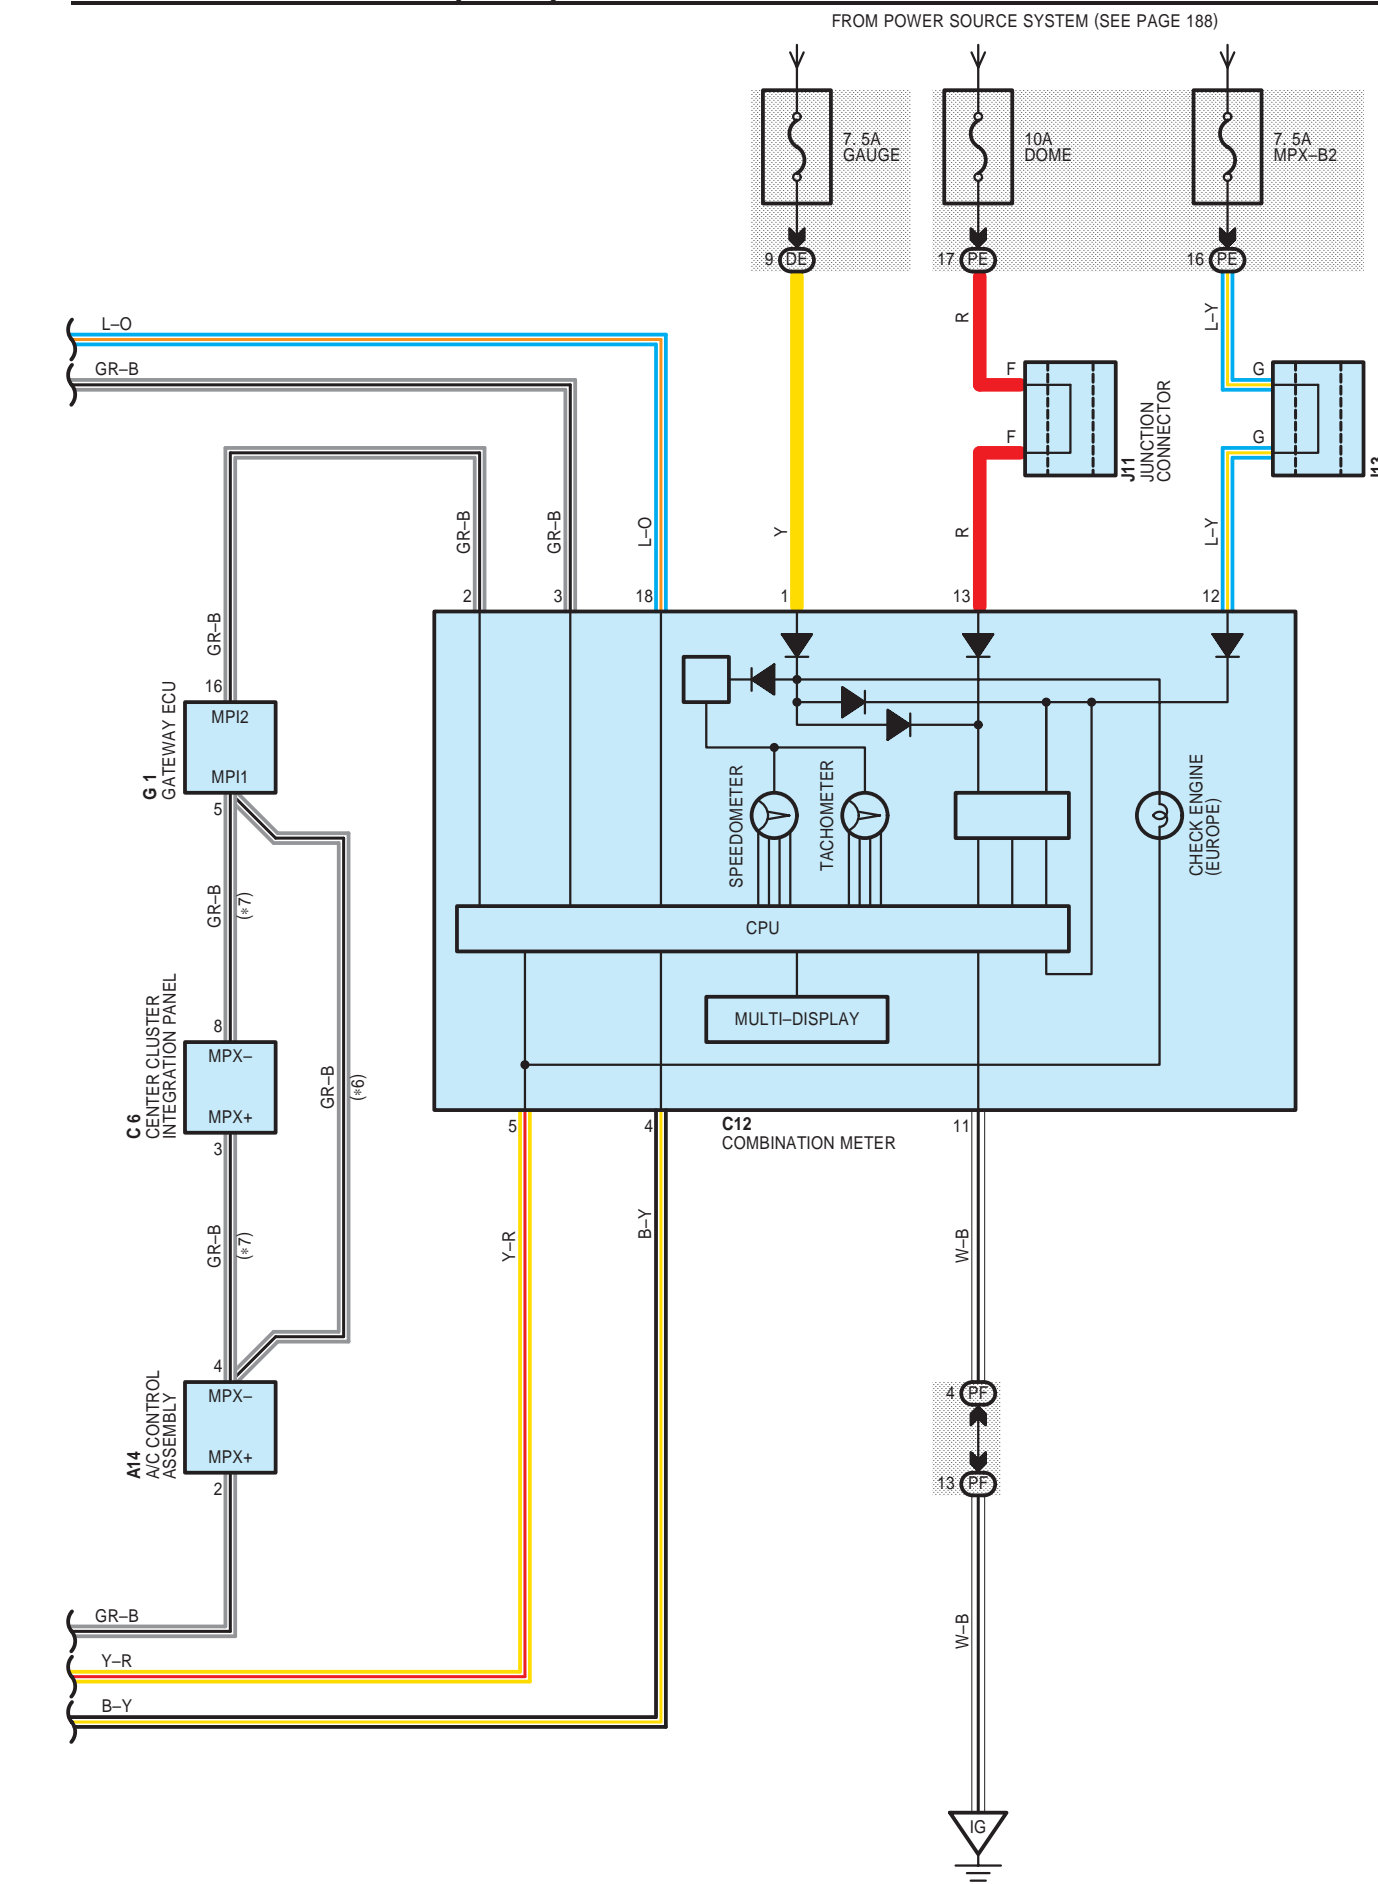 FROM POWER SOURCE SYSTEM (SEE PAGE 188)
7. 5A
GAUGE
10A
DOME
7. 5A
MPX–B2
9 DE
17 PE
16 PE
L–O
GR–B
R
L–Y
F
G
F
G
J11
JUNCTION
CONNECTOR
J13
GR–B
GR–B
L–O
Y
R
L–Y
2
3
18
1
13
12
GR–B
16
MPI2
MPI1
5
G 1
GATEWAY ECU
SPEEDOMETER
TACHOMETER
CHECK ENGINE
(EUROPE)
CPU
MULTI–DISPLAY
GR–B
(*7)
8
MPX–
MPX+
3
C 6
CENTER CLUSTER
INTEGRATION PANEL
GR–B
(*6)
5
4
C12
COMBINATION METER
11
GR–B
(*7)
Y–R
B–Y
W–B
4
MPX–
MPX+
2
A14
A/C CONTROL
ASSEMBLY
4 PF
13 PF
GR–B
Y–R
B–Y
W–B
IG